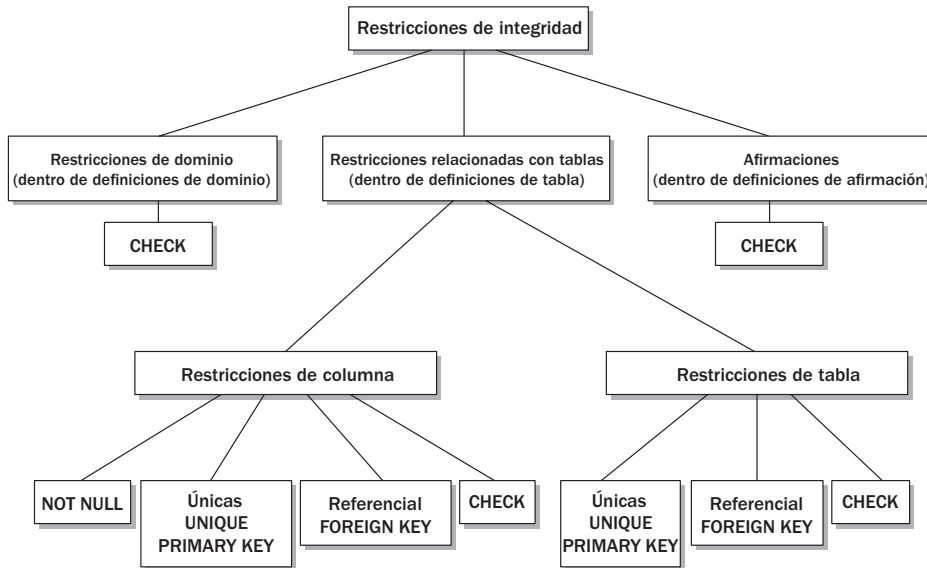 Restricciones de integridad
Restricciones de dominio
(dentro de definiciones de dominio)
Restricciones relacionadas con tablas
(dentro de definiciones de tabla)
Afirmaciones
(dentro de definiciones de afirmación)
CHECK
CHECK
Restricciones de columna
Restricciones de tabla
NOT NULL
Únicas
UNIQUE
PRIMARY KEY
Referencial
FOREIGN KEY
CHECK
Únicas
UNIQUE
PRIMARY KEY
Referencial
FOREIGN KEY
CHECK